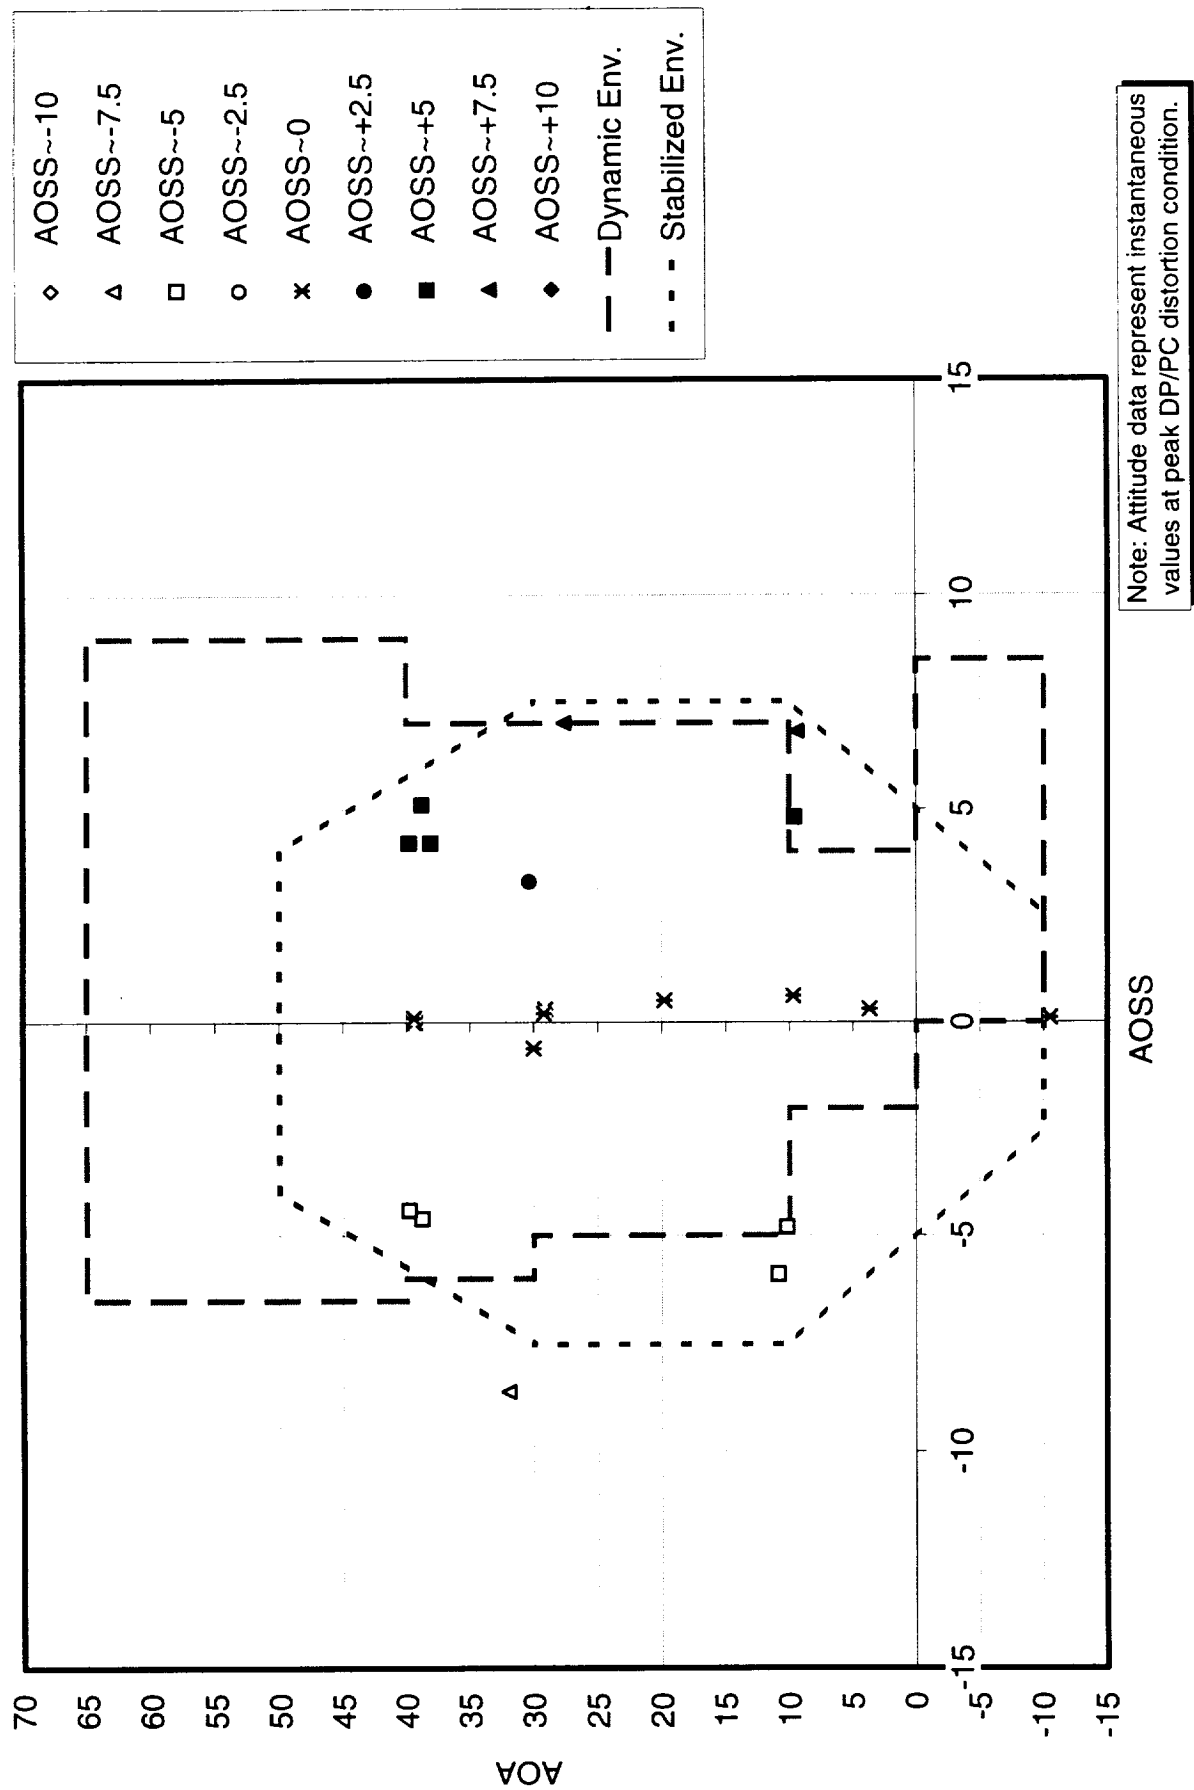 AOSS~-10
AOSS~-7.5
AOSS~-5
AOSS~-2.5
AOSS~0
AOSS~+2.5
AOSS~+5
AOSS~+7.5
AOSS~+10
Dynamic Env.
Stabilized Env.
70
65
60
55
50
45
40
35
30
25
20
15
10
5
0
-5
-10
-15
AOA
-15
-10
-5
0
5
10
15
AOSS
Note: Attitude data represent instantaneous
values at peak DP/PC distortion condition.